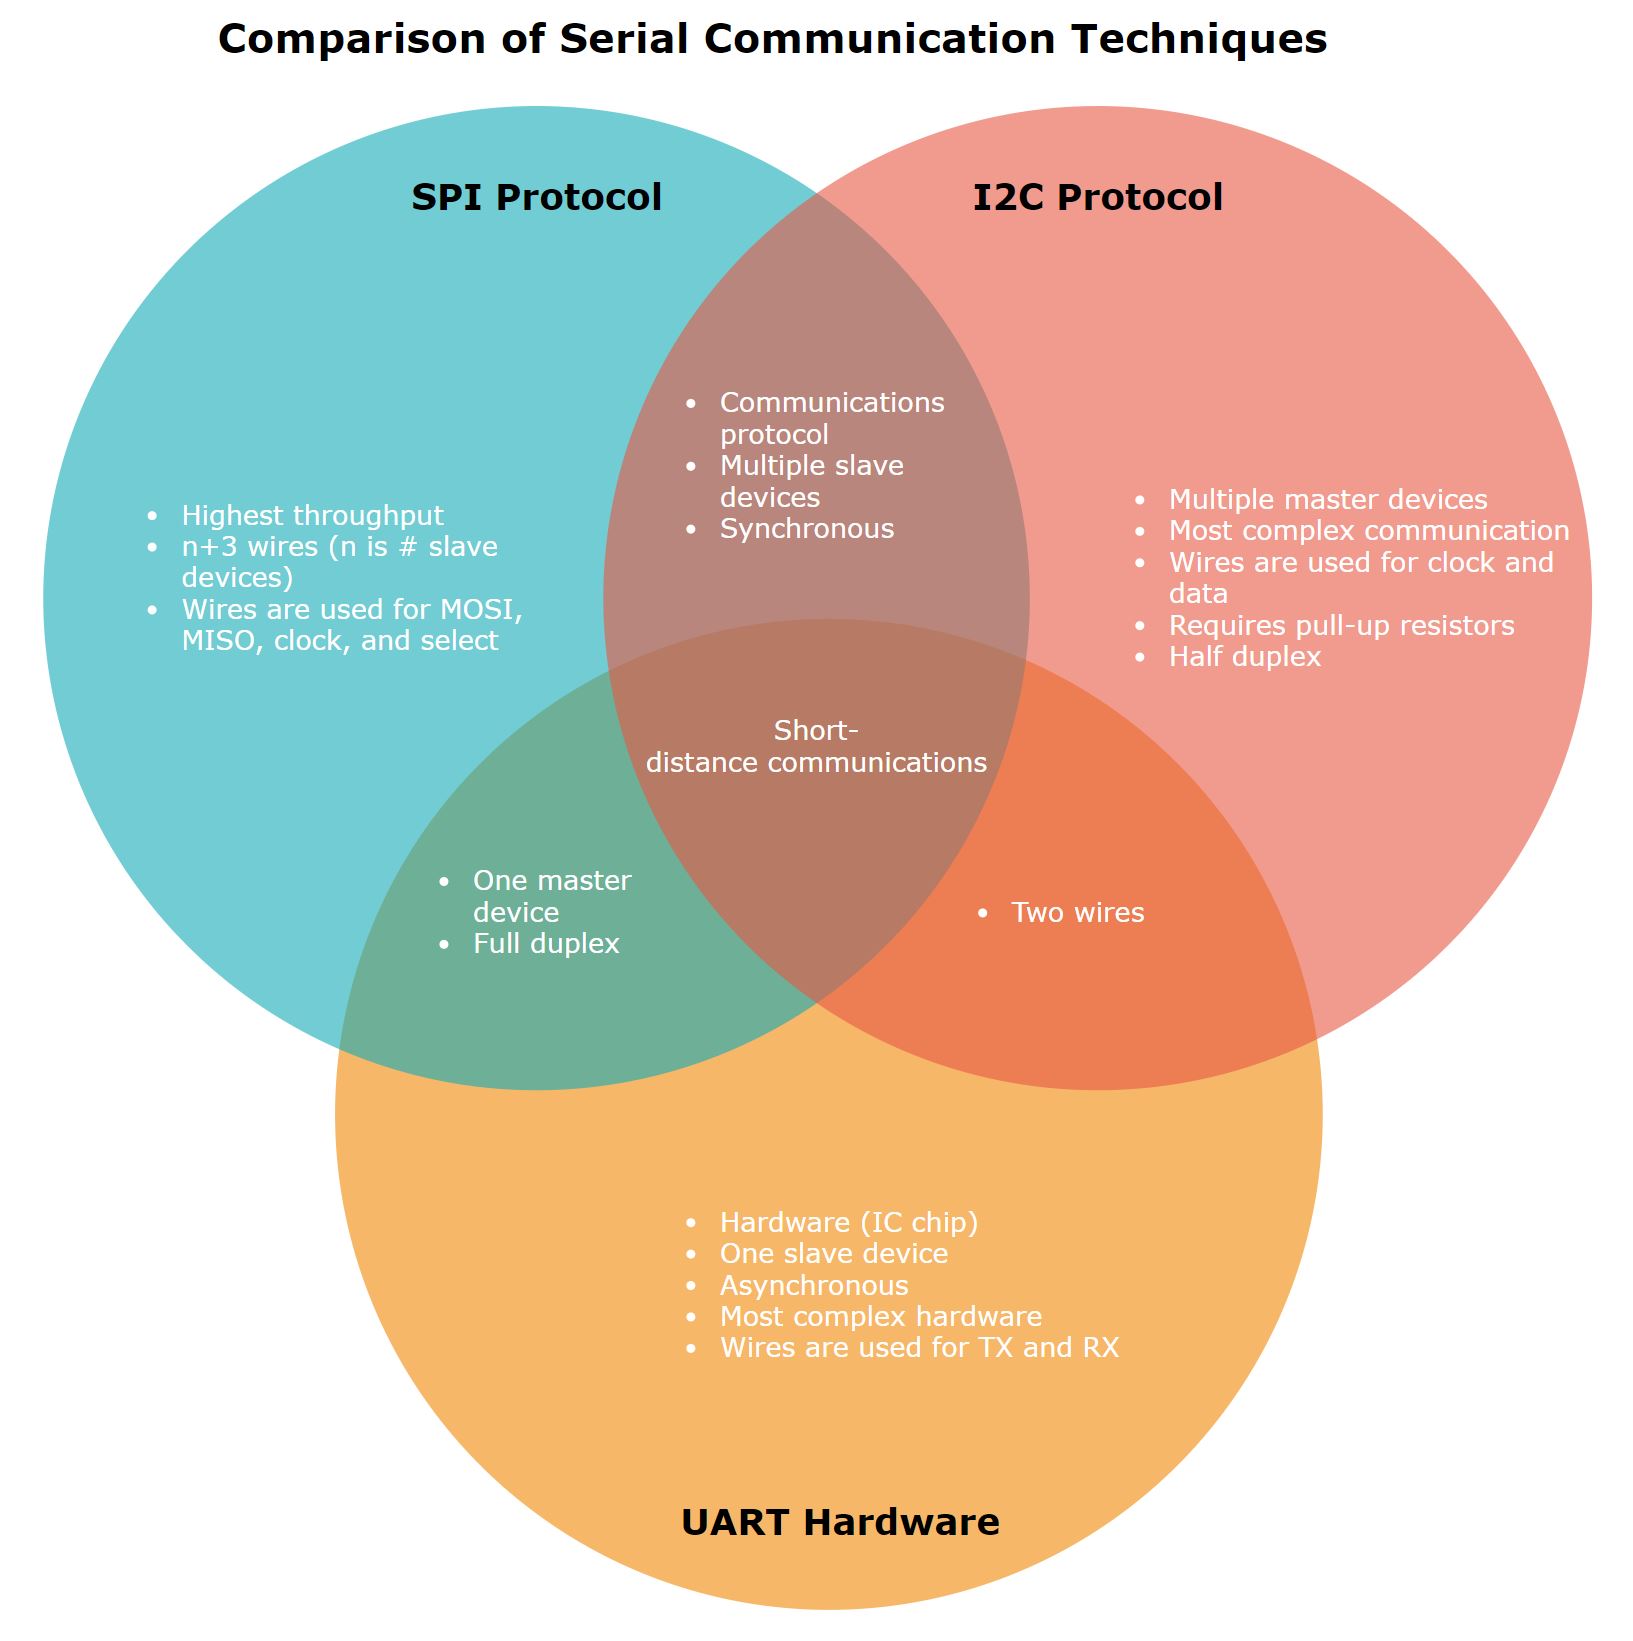 Comparison of Serial Communication Techniques
SPI Protocol
I2C Protocol
• Highest throughput
• n+3 wires (n is # slave
devices)
• Wires are used for MOSI,
MISO, clock, and select
• Communications
protocol
• Multiple slave
devices
• Synchronous
• Multiple master devices
• Most complex communication
• Wires are used for clock and
data
• Requires pull-up resistors
• Half duplex
Short-
distance communications
• One master
device
• Full duplex
• Two wires
• Hardware (IC chip)
• One slave device
• Asynchronous
• Most complex hardware
• Wires are used for TX and RX
UART Hardware